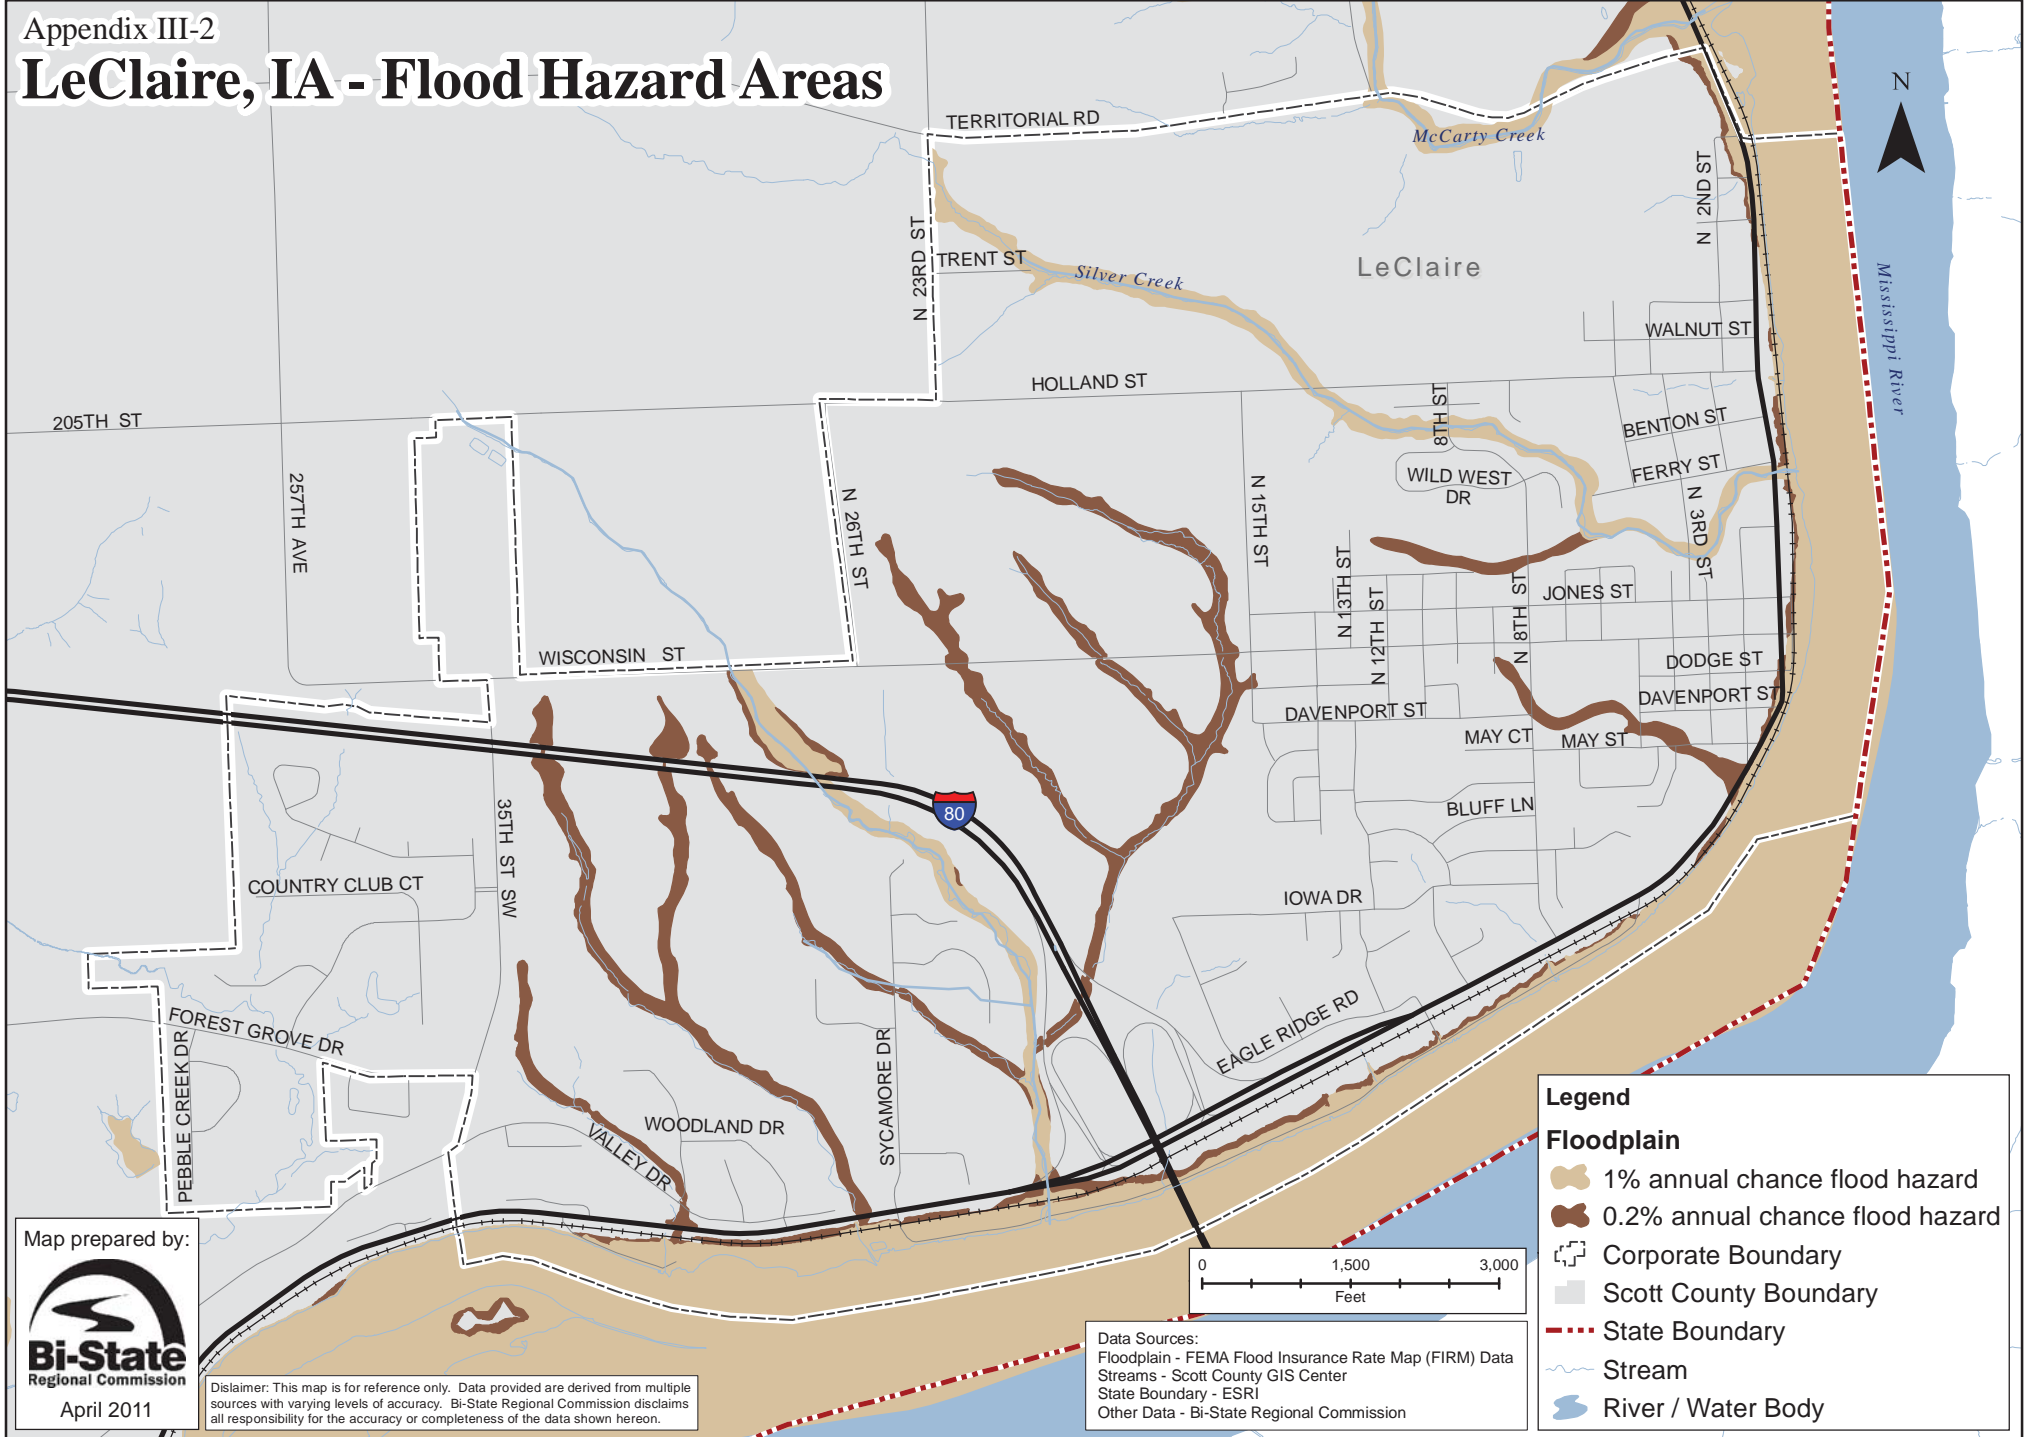 Appendix III-2
LeClaire, IA - Flood Hazard Areas
N
TERRITORIAL RD
McCarty Creek
N 2ND ST
N 23RD ST
TRENT ST
Silver Creek
LeClaire
Mississippi River
WALNUT ST
HOLLAND ST
8TH ST
BENTON ST
205TH ST
257TH AVE
N 26TH ST
N 15TH ST
WILD WEST
DR
FERRY ST
N 3RD ST
N 13TH ST
N 12TH ST
N 8TH ST
JONES ST
WISCONSIN ST
DODGE ST
DAVENPORT ST
DAVENPORT ST
MAY CT
MAY ST
80
BLUFF LN
35TH ST SW
COUNTRY CLUB CT
IOWA DR
FOREST GROVE DR
PEBBLE CREEK DR
EAGLE RIDGE RD
SYCAMORE DR
WOODLAND DR
VALLEY DR
Legend
Floodplain
1% annual chance flood hazard
0.2% annual chance flood hazard
Corporate Boundary
Scott County Boundary
State Boundary
Stream
River / Water Body
0 1,500 3,000
Feet
Data Sources:
Floodplain - FEMA Flood Insurance Rate Map (FIRM) Data
Streams - Scott County GIS Center
State Boundary - ESRI
Other Data - Bi-State Regional Commission
Map prepared by:
Bi-State
Regional Commission
April 2011
Dislaimer: This map is for reference only. Data provided are derived from multiple
sources with varying levels of accuracy. Bi-State Regional Commission disclaims
all responsibility for the accuracy or completeness of the data shown hereon.